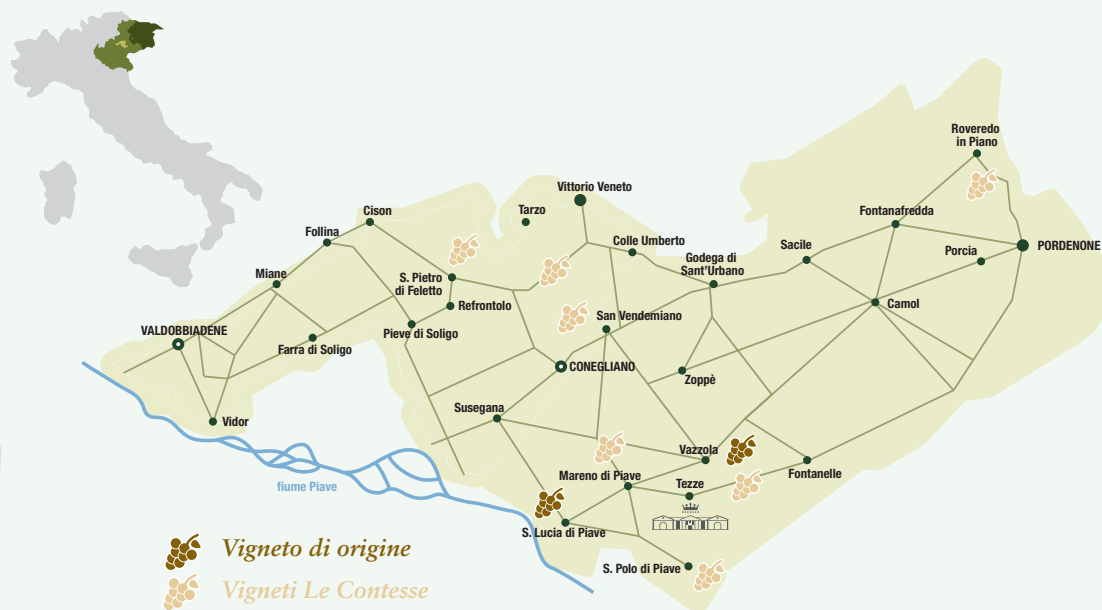 Roveredo
in Piano
Vittorio Veneto
Cison
Tarzo
Fontanafredda
Follina
Colle Umberto
Sacile
PORDENONE
Porcia
Godega di
Sant'Urbano
Miane
S. Pietro
di Feletto
Refrontolo
Camol
San Vendemiano
VALDOBBIADENE
Pieve di Soligo
Farra di Soligo
CONEGLIANO
Zoppè
Susegana
Vidor
Vazzola
Mareno di Piave
Fontanelle
Tezze
fiume Piave
S. Lucia di Piave
S. Polo di Piave
Vigneto di origine
Vigneti Le Contesse